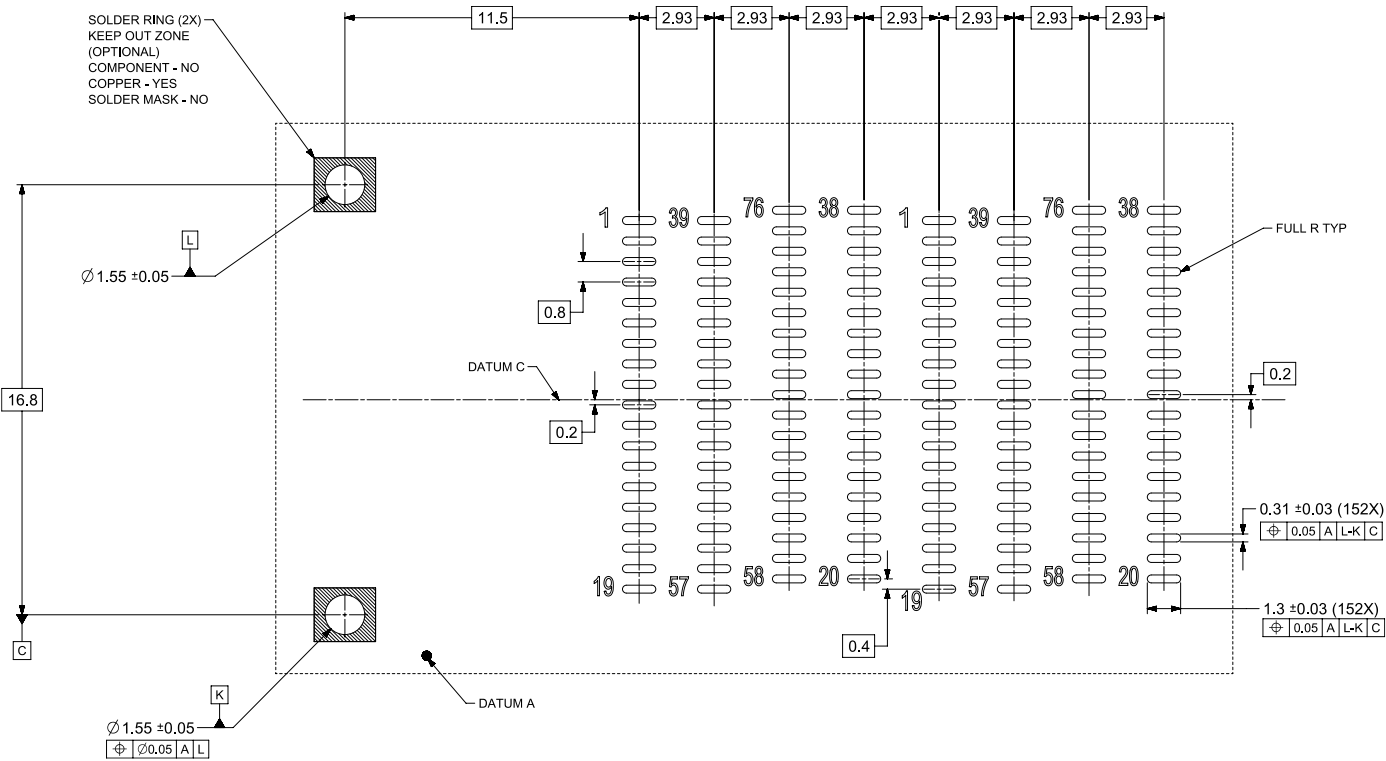 SOLDER RING (2X)
KEEP OUT ZONE
(OPTIONAL)
COMPONENT - NO
COPPER - YES
SOLDER MASK - NO
11.5
2.93
2.93
2.93
2.93
2.93
2.93
2.93
1
39
76
38
1
39
76
38
FULL R TYP
L
∅ 1.55 ±0.05
0.8
DATUM C
0.2
16.8
0.2
0.31 ±0.03 (152X)
⌖ 0.05 A L-K C
19
57
58
20
19
57
58
20
1.3 ±0.03 (152X)
⌖ 0.05 A L-K C
0.4
C
K
DATUM A
∅ 1.55 ±0.05
⌖ ∅0.05 A L